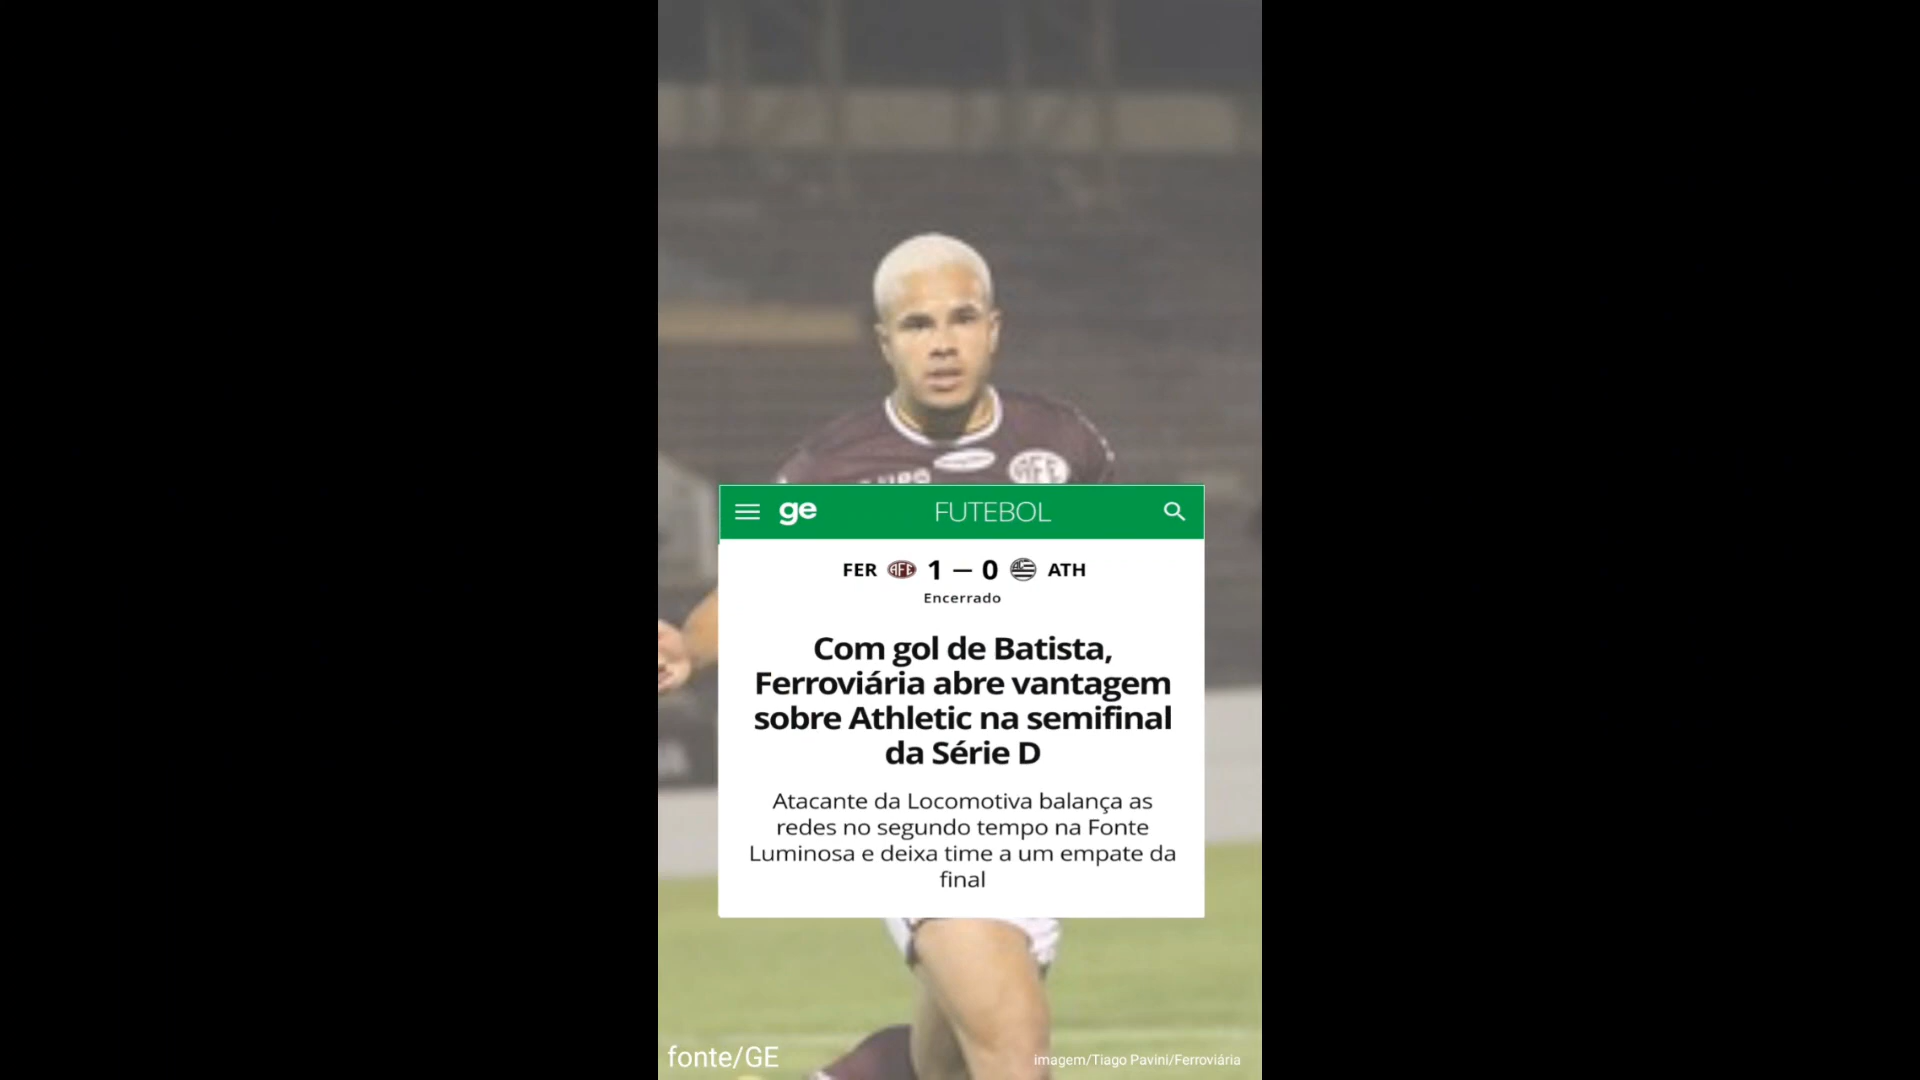 AFE
ge FUTEBOL
FER AFE 1 — 0 ATH
Encerrado
Com gol de Batista,
Ferroviária abre vantagem
sobre Athletic na semifinal
da Série D
Atacante da Locomotiva balança as
redes no segundo tempo na Fonte
Luminosa e deixa time a um empate da
final
fonte/GE
imagem/Tiago Pavini/Ferroviária